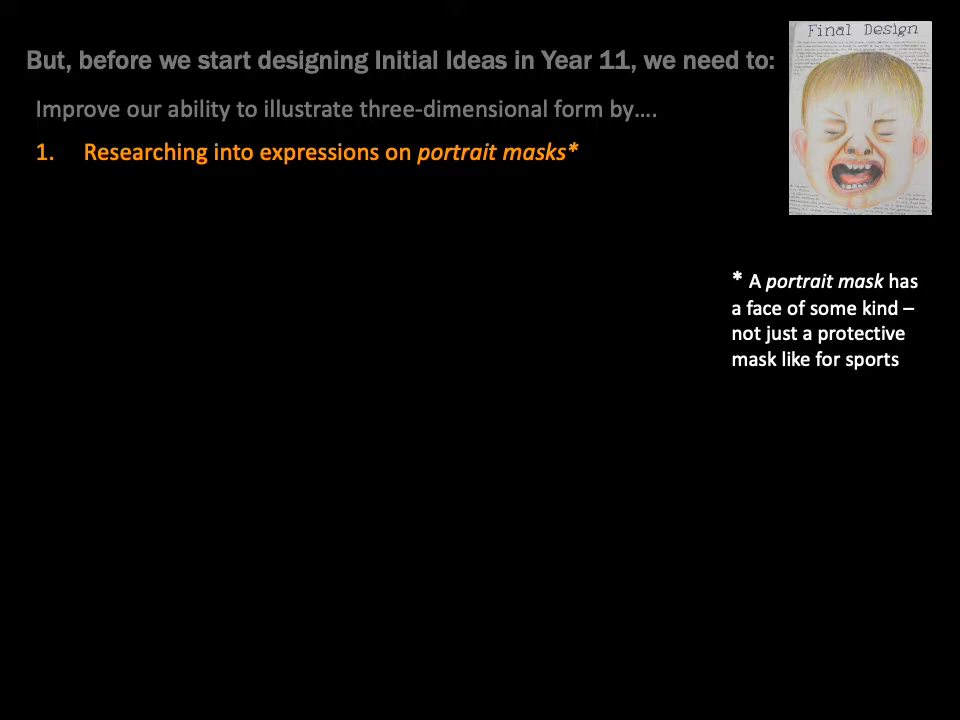 But, before we start designing Initial Ideas in Year 11, we need to:
Improve our ability to illustrate three-dimensional form by….
1. Researching into expressions on portrait masks*
Final Design
* A portrait mask has
a face of some kind –
not just a protective
mask like for sports